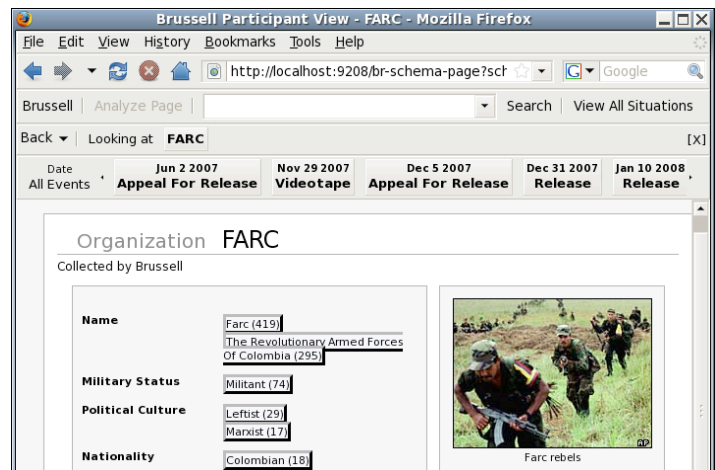 Brussell Participant View - FARC - Mozilla Firefox
File Edit View History Bookmarks Tools Help
http://localhost:9208/br-schema-page?sch
G Google
Brussell Analyze Page Search View All Situations
Back Looking at FARC [X]
Date Jun 2 2007 Nov 29 2007 Dec 5 2007 Dec 31 2007 Jan 10 2008
All Events Appeal For Release Videotape Appeal For Release Release Release
Organization FARC
Collected by Brussell
Name Farc (419)
The Revolutionary Armed Forces
Of Colombia (295)
Military Status Militant (74)
Political Culture Leftist (29)
Marxist (17)
AP
Farc rebels
Nationality Colombian (18)